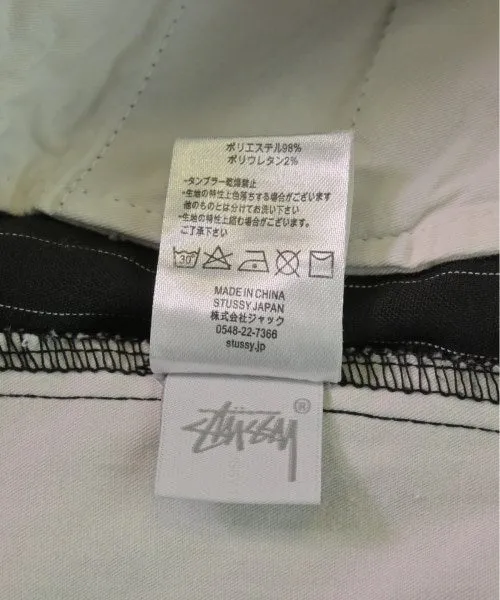 ポリエステル98%
ポリウレタン2%
-タンブラー乾燥禁止
-生地の特性上色落ちする場合がございます
他のものとは分けてお洗い下さい
-生地の特性上縮む場合がございます。
ご了承下さい
30
MADE IN CHINA
STUSSY JAPAN
株式会社ジャック
0548-22-7366
stussy.jp
Stüssy ®